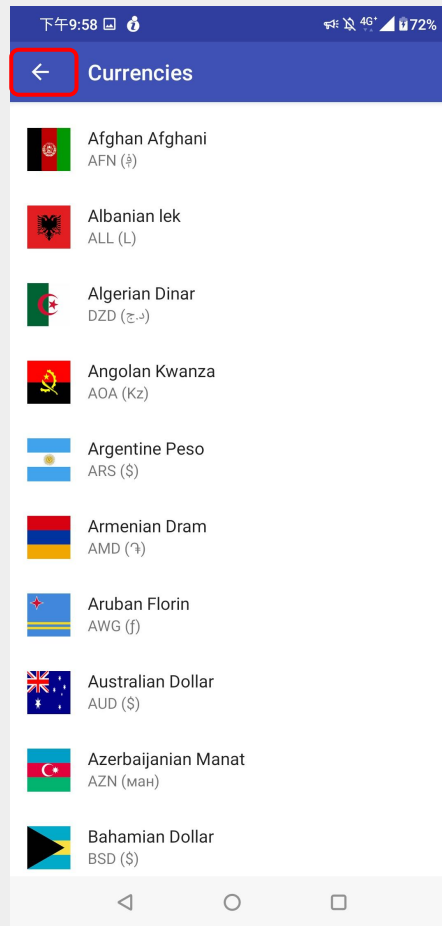 下午9:58 4G+ 72%
Currencies
Afghan Afghani
AFN (؋)
Albanian lek
ALL (L)
Algerian Dinar
DZD (د.ج)
Angolan Kwanza
AOA (Kz)
Argentine Peso
ARS ($)
Armenian Dram
AMD (֏)
Aruban Florin
AWG (ƒ)
Australian Dollar
AUD ($)
Azerbaijanian Manat
AZN (ман)
Bahamian Dollar
BSD ($)